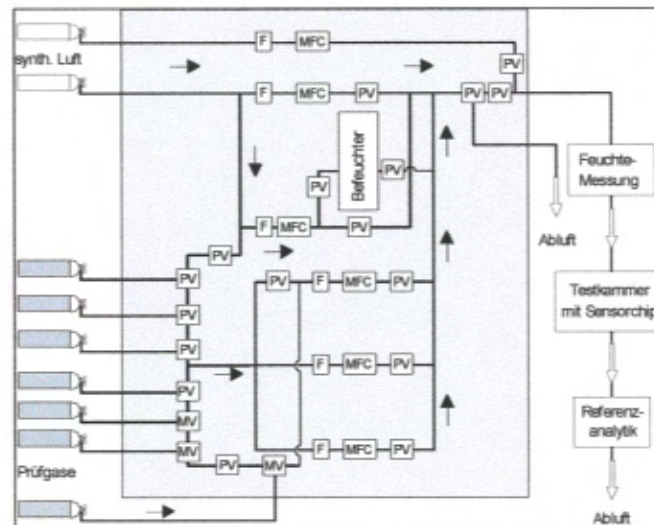 F MFC
synth. Luft
PV
F MFC PV PV PV
Befeuchter
PV PV
Feuchte-
Messung
F MFC PV
Abluft
PV
PV PV F MFC PV
Testkammer
mit Sensorchip
PV
PV
F MFC PV
PV
Referenz-
analytik
MV
MV
F MFC PV
PV MV
Prüfgase
Abluft